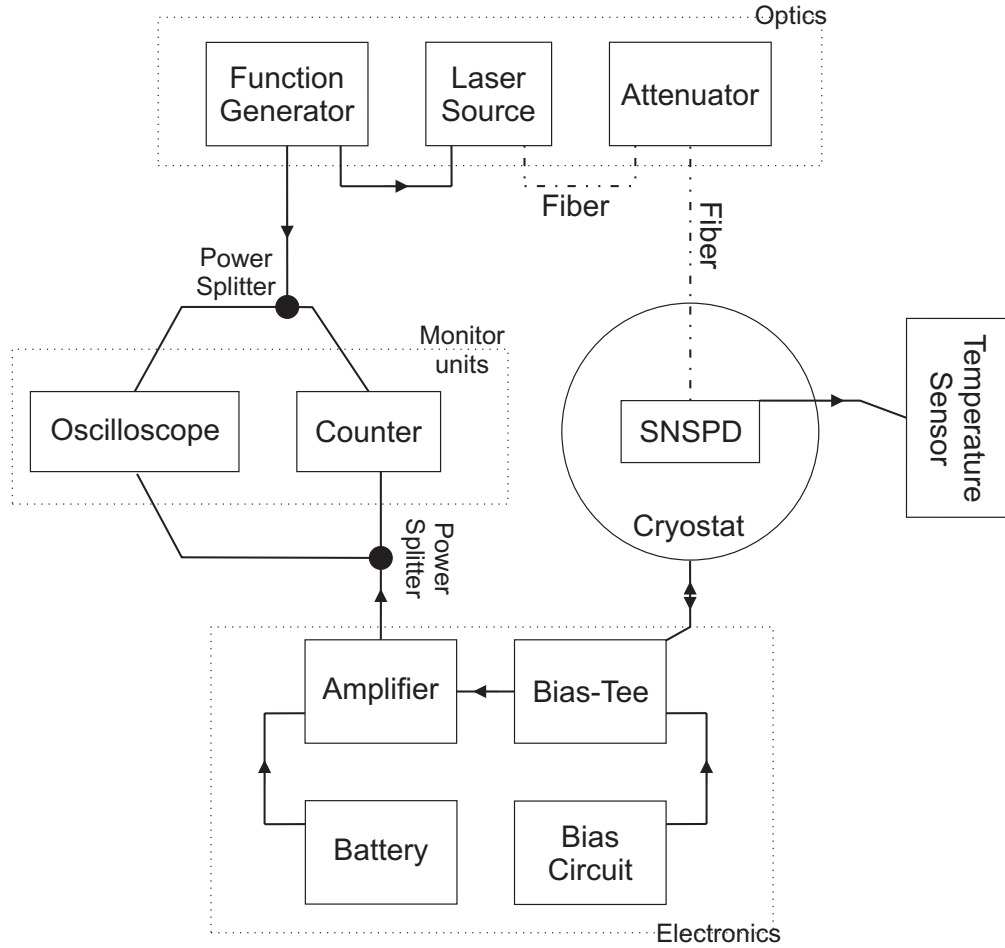 Optics
Function
Generator
Laser
Source
Attenuator
Fiber
Fiber
Power
Splitter
Monitor
units
Oscilloscope
Counter
SNSPD
Cryostat
Temperature
Sensor
Power
Splitter
Amplifier
Bias-Tee
Battery
Bias
Circuit
Electronics